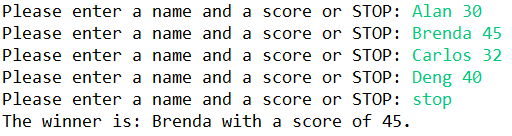 Please enter a name and a score or STOP: Alan 30
Please enter a name and a score or STOP: Brenda 45
Please enter a name and a score or STOP: Carlos 32
Please enter a name and a score or STOP: Deng 40
Please enter a name and a score or STOP: stop
The winner is: Brenda with a score of 45.